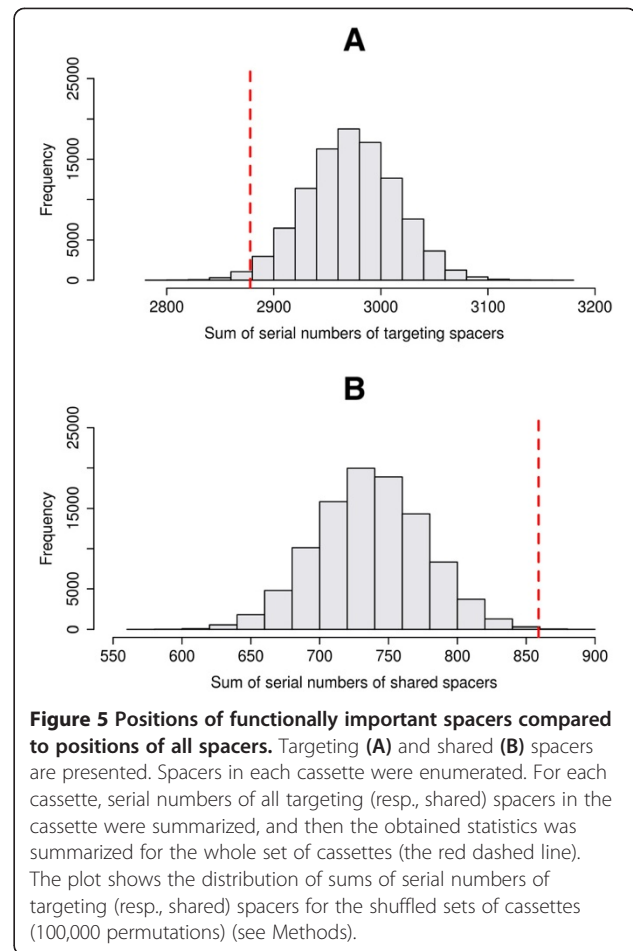 A
25000
15000
5000
0
Frequency
2800 2900 3000 3100 3200
Sum of serial numbers of targeting spacers
B
25000
15000
5000
0
Frequency
550 600 650 700 750 800 850 900
Sum of serial numbers of shared spacers
Figure 5 Positions of functionally important spacers compared
to positions of all spacers. Targeting (A) and shared (B) spacers
are presented. Spacers in each cassette were enumerated. For each
cassette, serial numbers of all targeting (resp., shared) spacers in the
cassette were summarized, and then the obtained statistics was
summarized for the whole set of cassettes (the red dashed line).
The plot shows the distribution of sums of serial numbers of
targeting (resp., shared) spacers for the shuffled sets of cassettes
(100,000 permutations) (see Methods).